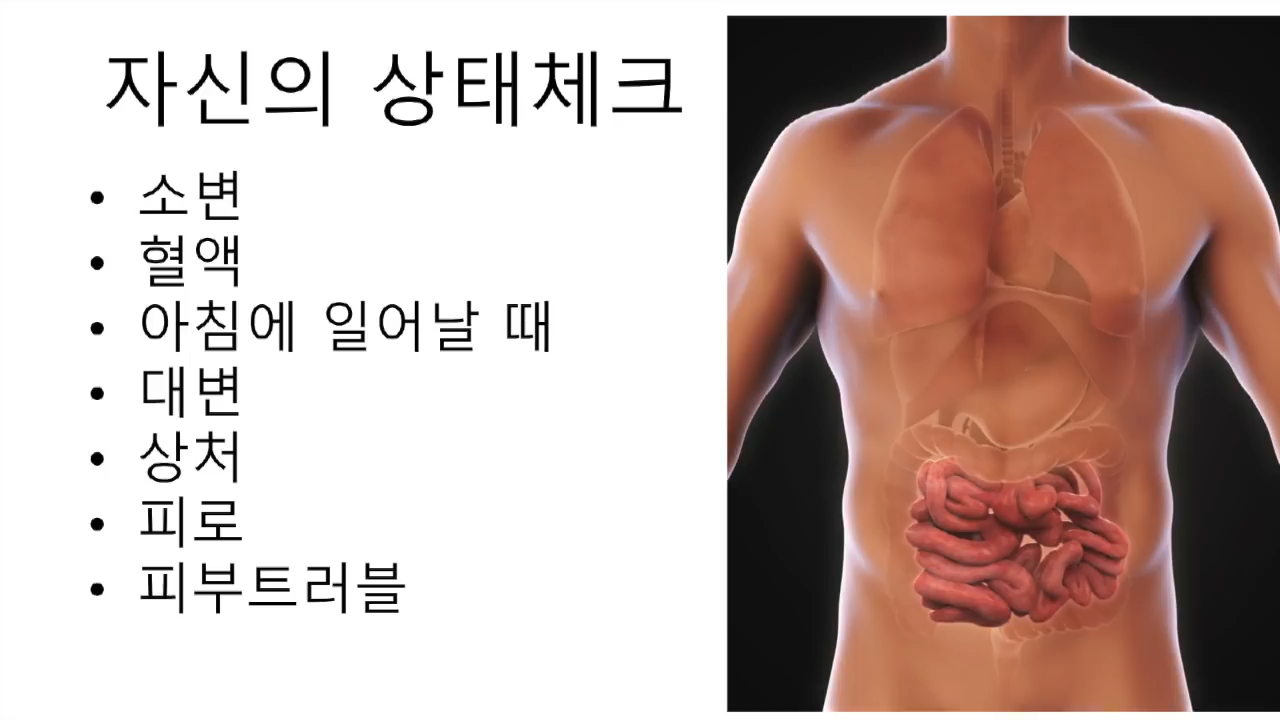 자신의 상태체크
• 소변
• 혈액
• 아침에 일어날 때
• 대변
• 상처
• 피로
• 피부트러블